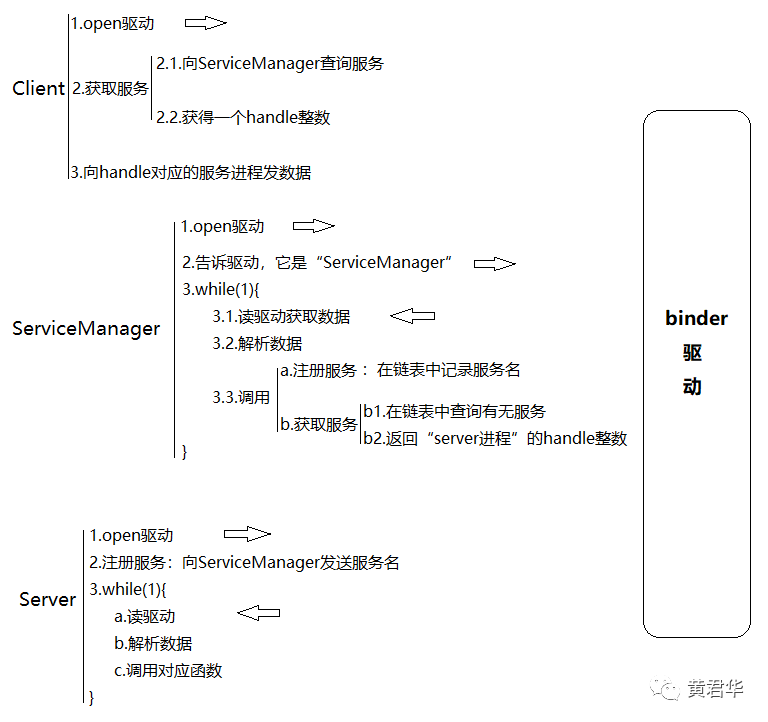 1.open驱动
2.1.向ServiceManager查询服务
Client
2.获取服务
2.2.获得一个handle整数
3.向handle对应的服务进程发数据
1.open驱动
2.告诉驱动，它是“ServiceManager“
3.while(1){
ServiceManager
3.1.读驱动获取数据
3.2.解析数据
3.3.调用
a.注册服务 ：在链表中记录服务名
b.获取服务
b1.在链表中查询有无服务
b2.返回“server进程”的handle整数
}
binder
驱
动
1.open驱动
2.注册服务：向ServiceManager发送服务名
3.while(1){
Server
a.读驱动
b.解析数据
c.调用对应函数
}
黄君华